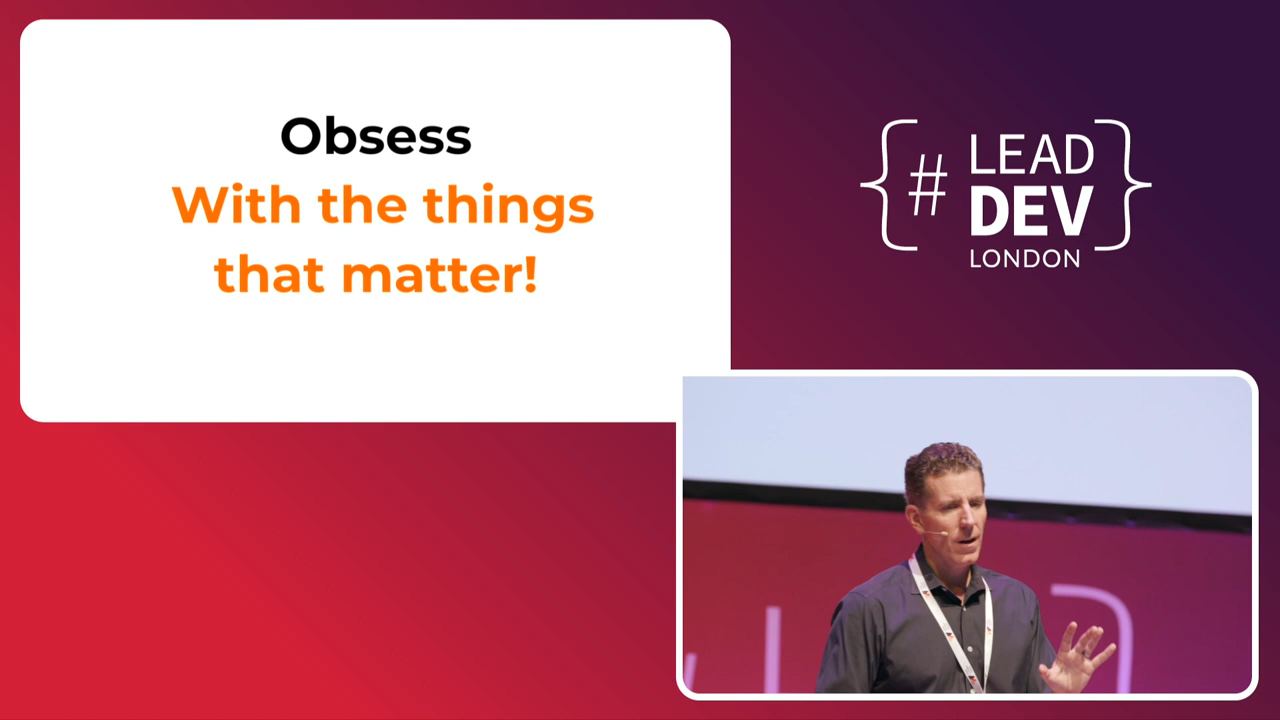 Obsess
With the things
that matter!
{# LEAD
DEV}
LONDON